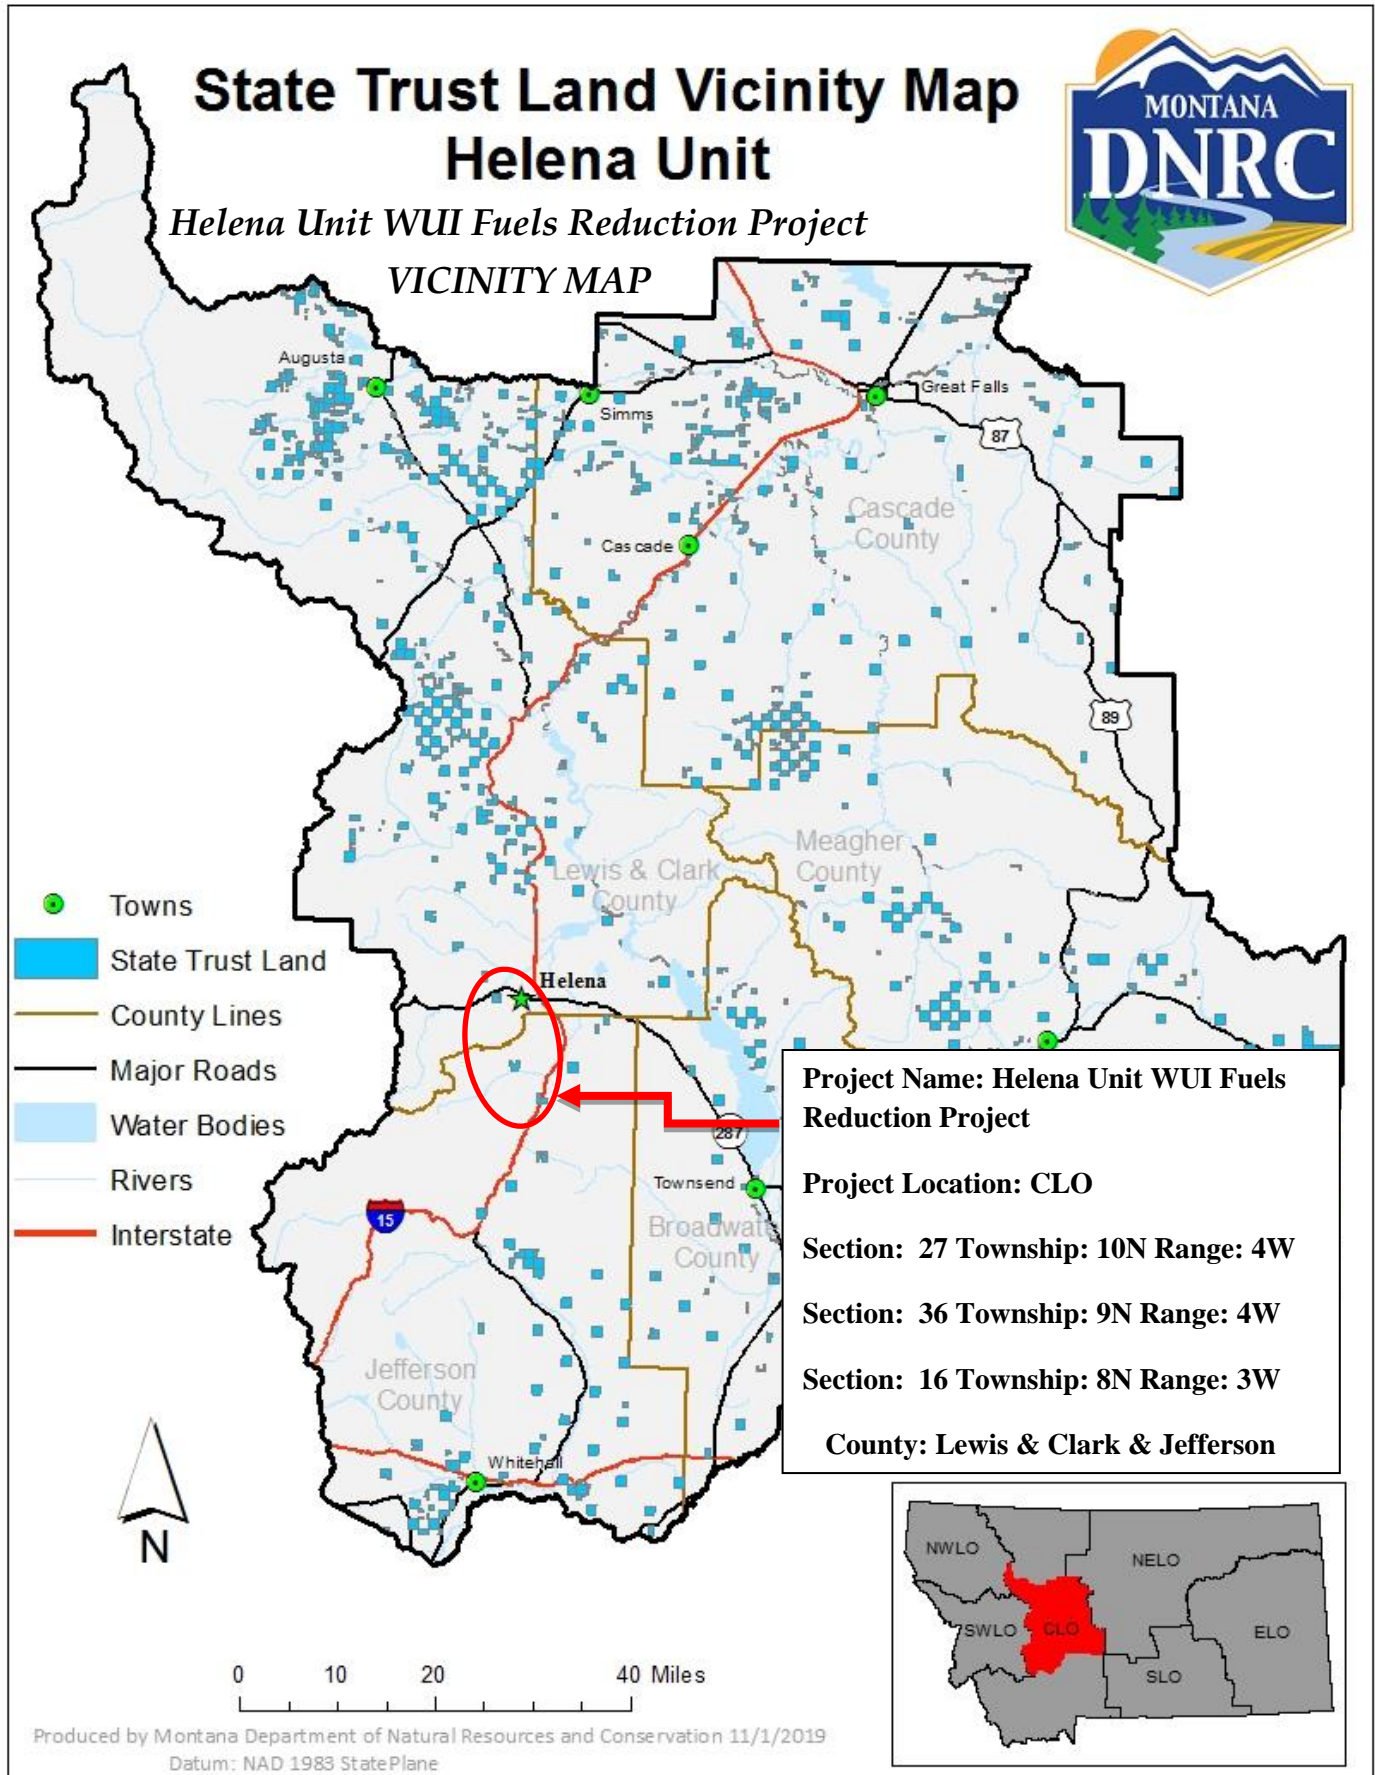 State Trust Land Vicinity Map
Helena Unit
Helena Unit WUI Fuels Reduction Project
VICINITY MAP
MONTANA
DNRC
Augusta
Simms
Great Falls
87
Cascade
County
Cascade
89
Meagher
County
Lewis & Clark
County
Helena
Towns
State Trust Land
County Lines
Major Roads
Water Bodies
Rivers
Interstate
15
287
Townsend
Broadwat
County
Jefferson
County
Whitehall
N
Project Name: Helena Unit WUI Fuels
Reduction Project
Project Location: CLO
Section: 27 Township: 10N Range: 4W
Section: 36 Township: 9N Range: 4W
Section: 16 Township: 8N Range: 3W
County: Lewis & Clark & Jefferson
NWLO
NELO
SWLO
CLO
ELO
SLO
0 10 20 40 Miles
Produced by Montana Department of Natural Resources and Conservation 11/1/2019
Datum: NAD 1983 StatePlane